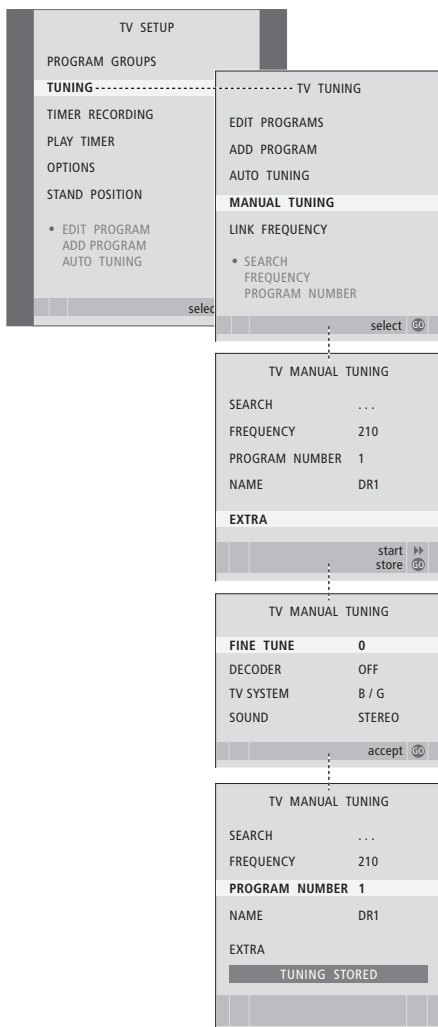 TV SETUP
PROGRAM GROUPS
TUNING
TIMER RECORDING
PLAY TIMER
OPTIONS
STAND POSITION
• EDIT PROGRAM
ADD PROGRAM
AUTO TUNING
selec
TV TUNING
EDIT PROGRAMS
ADD PROGRAM
AUTO TUNING
MANUAL TUNING
LINK FREQUENCY
• SEARCH
FREQUENCY
PROGRAM NUMBER
select GO
TV MANUAL TUNING
SEARCH . . .
FREQUENCY 210
PROGRAM NUMBER 1
NAME DR1
EXTRA
start
store GO
TV MANUAL TUNING
FINE TUNE 0
DECODER OFF
TV SYSTEM B / G
SOUND STEREO
accept GO
TV MANUAL TUNING
SEARCH . . .
FREQUENCY 210
PROGRAM NUMBER 1
NAME DR1
EXTRA
TUNING STORED